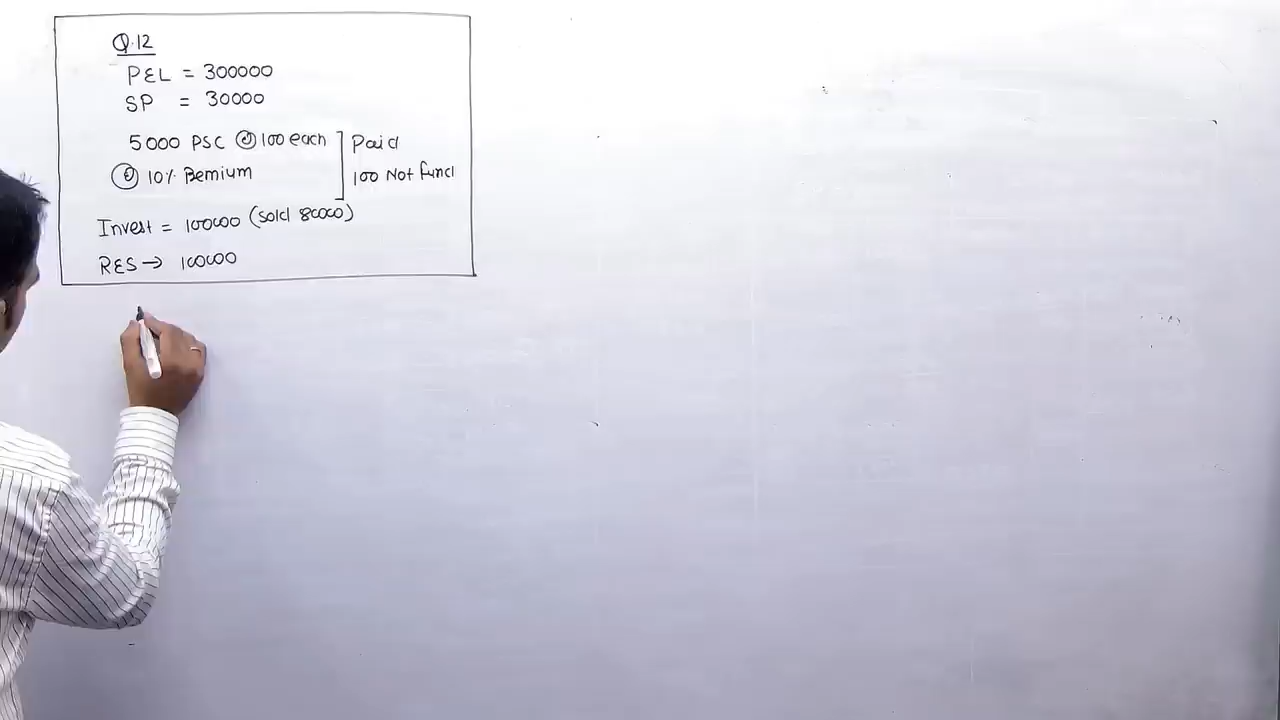 Q.12
P&L = 300000
SP = 30000
5000 PSC @ 100 each Paid
@ 10% Premium 100 Not Fund
Invest = 100000 (Sold 80000)
RES → 100000